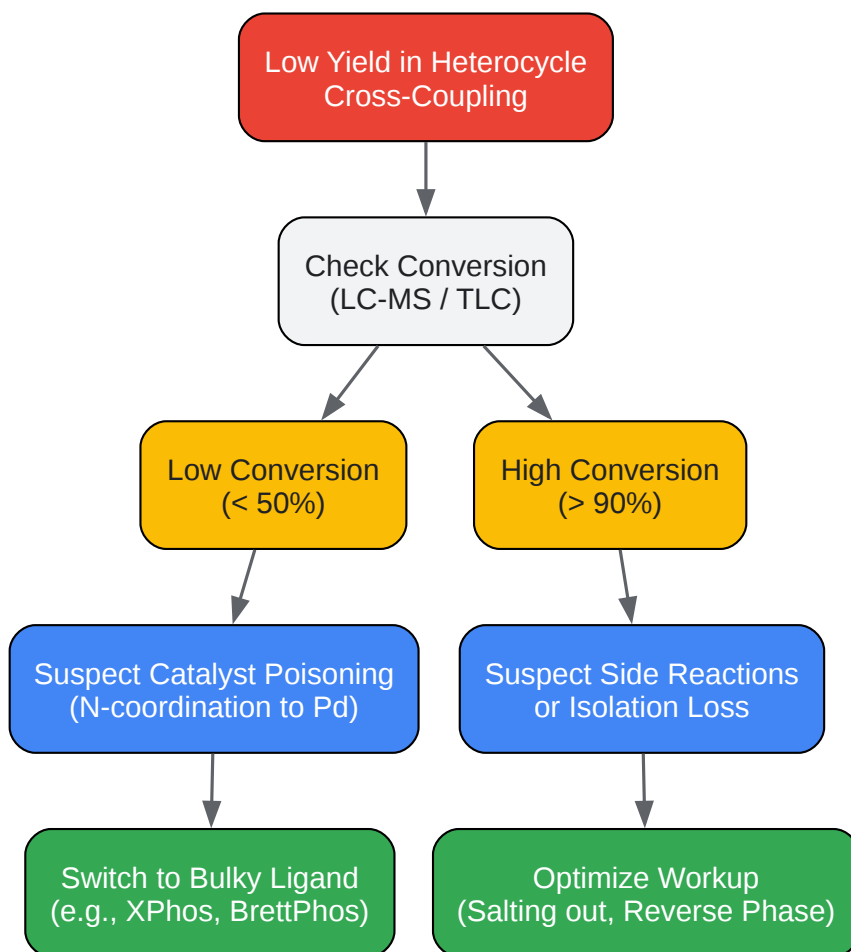 Low Yield in Heterocycle
Cross-Coupling
Check Conversion
(LC-MS / TLC)
Low Conversion
(< 50%)
High Conversion
(> 90%)
Suspect Catalyst Poisoning
(N-coordination to Pd)
Suspect Side Reactions
or Isolation Loss
Switch to Bulky Ligand
(e.g., XPhos, BrettPhos)
Optimize Workup
(Salting out, Reverse Phase)